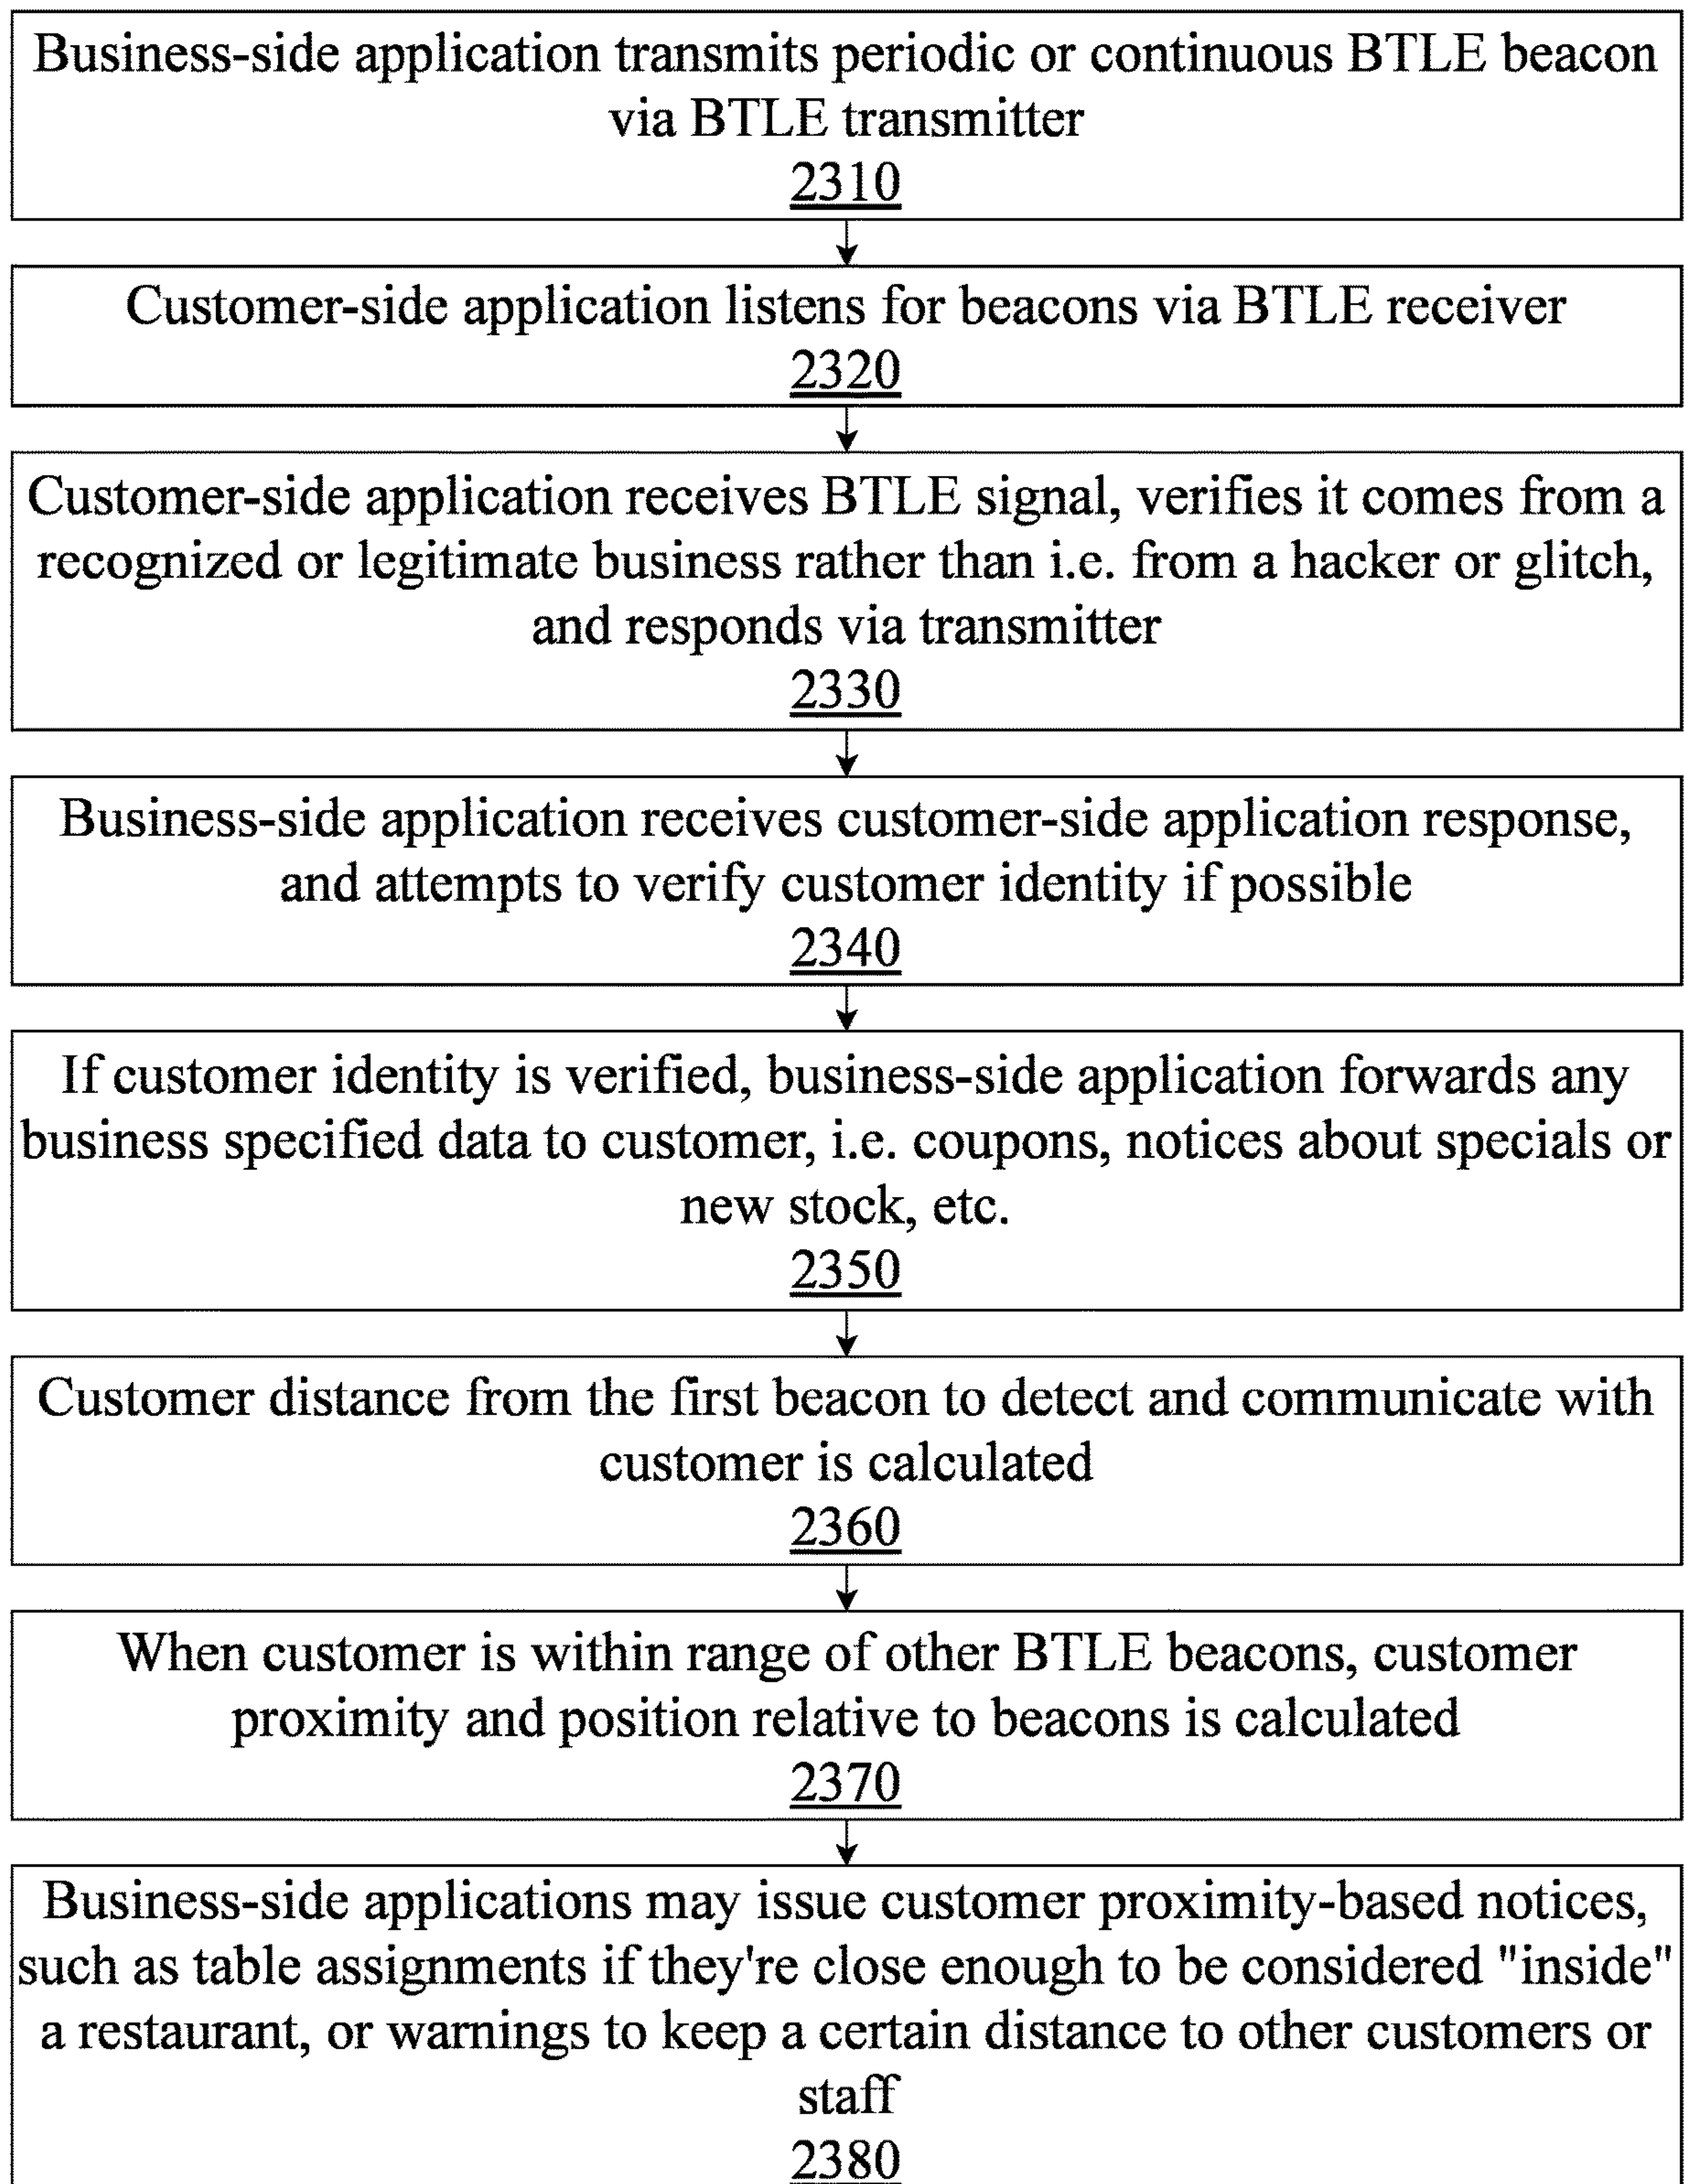 Business-side application transmits periodic or continuous BTLE beacon
via BTLE transmitter
2310
Customer-side application listens for beacons via BTLE receiver
2320
Customer-side application receives BTLE signal, verifies it comes from a
recognized or legitimate business rather than i.e. from a hacker or glitch,
and responds via transmitter
2330
Business-side application receives customer-side application response,
and attempts to verify customer identity if possible
2340
If customer identity is verified, business-side application forwards any
business specified data to customer, i.e. coupons, notices about specials or
new stock, etc.
2350
Customer distance from the first beacon to detect and communicate with
customer is calculated
2360
When customer is within range of other BTLE beacons, customer
proximity and position relative to beacons is calculated
2370
Business-side applications may issue customer proximity-based notices,
such as table assignments if they're close enough to be considered "inside"
a restaurant, or warnings to keep a certain distance to other customers or
staff
2380